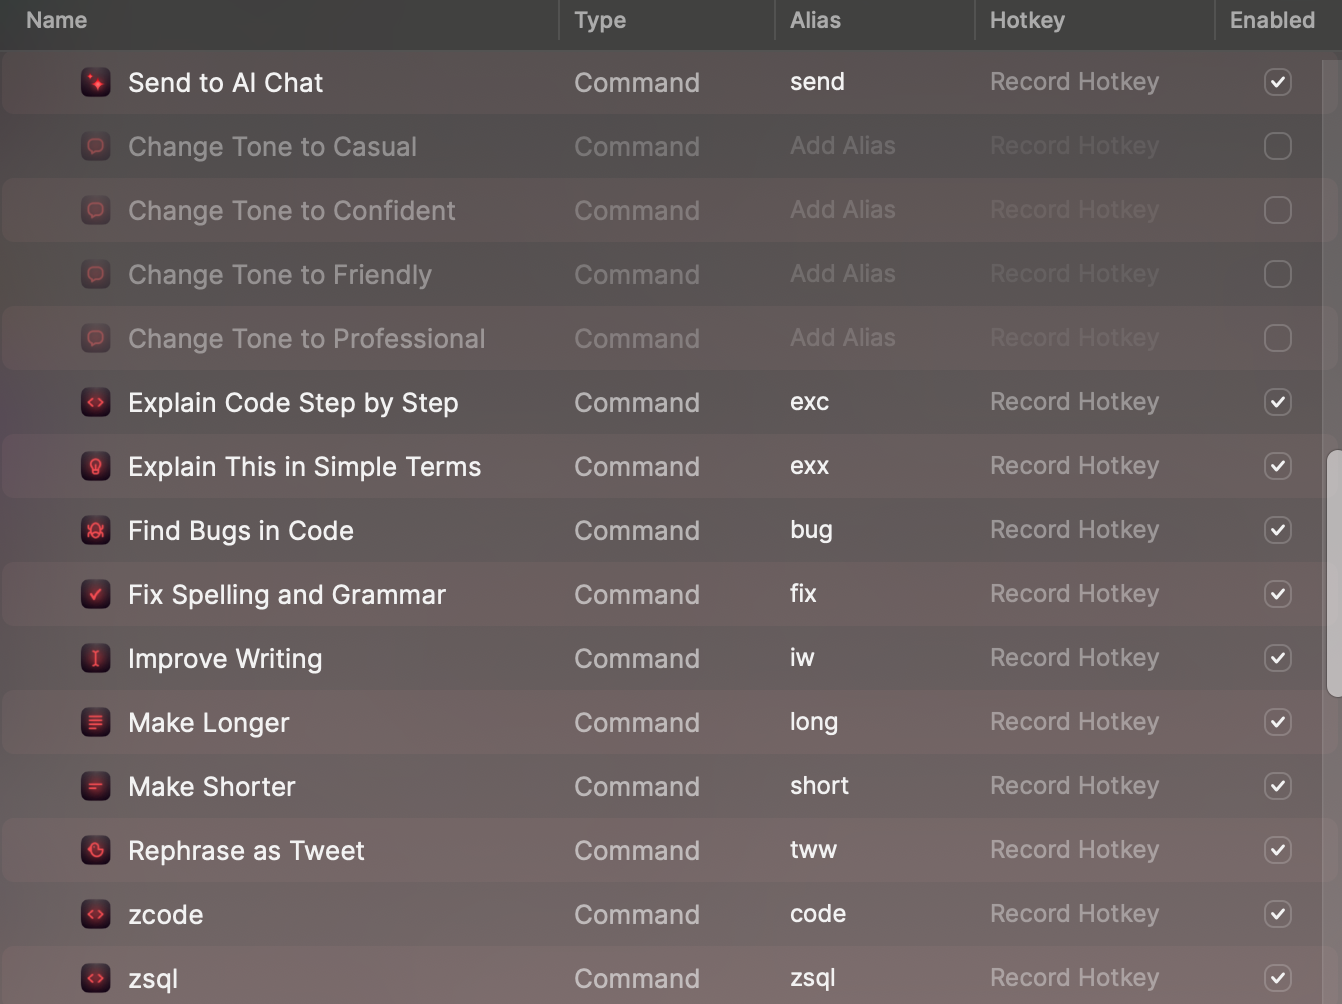 Name Type Alias Hotkey Enabled
Send to AI Chat Command send Record Hotkey
Change Tone to Casual Command Add Alias Record Hotkey
Change Tone to Confident Command Add Alias Record Hotkey
Change Tone to Friendly Command Add Alias Record Hotkey
Change Tone to Professional Command Add Alias Record Hotkey
Explain Code Step by Step Command exc Record Hotkey
Explain This in Simple Terms Command exx Record Hotkey
Find Bugs in Code Command bug Record Hotkey
Fix Spelling and Grammar Command fix Record Hotkey
Improve Writing Command iw Record Hotkey
Make Longer Command long Record Hotkey
Make Shorter Command short Record Hotkey
Rephrase as Tweet Command tww Record Hotkey
zcode Command code Record Hotkey
zsql Command zsql Record Hotkey